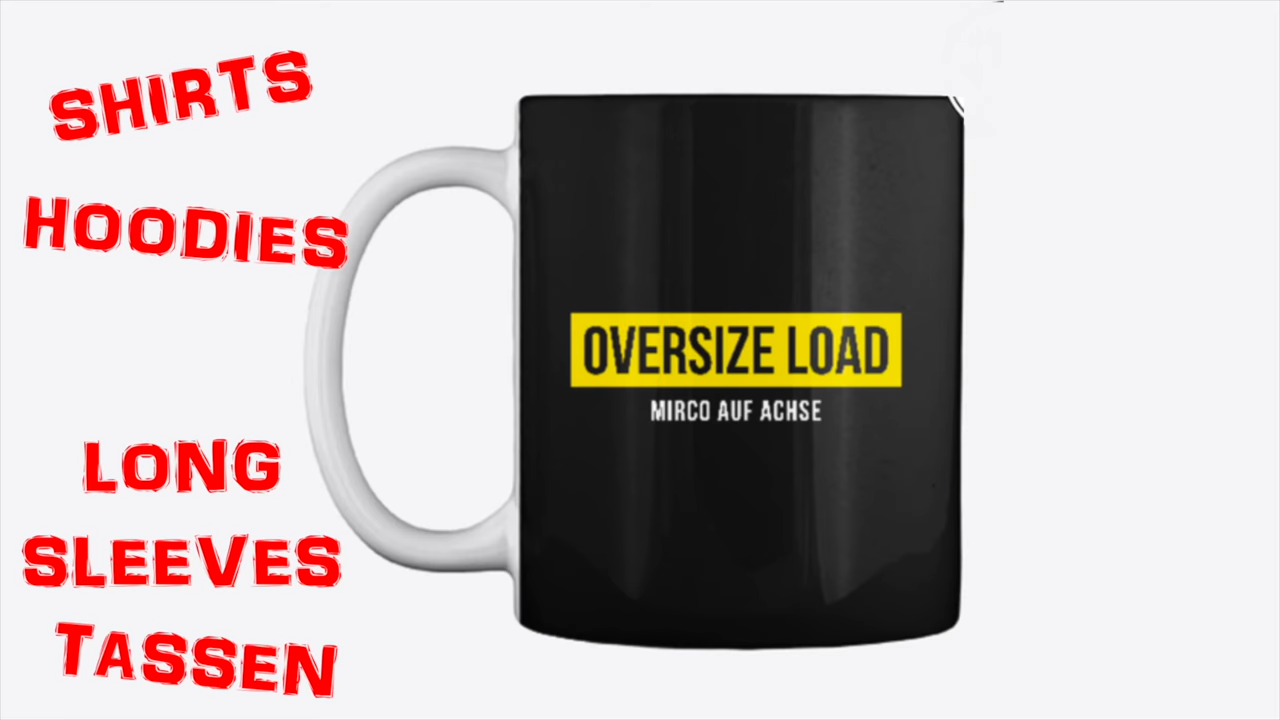 SHIRTS
HOODIES
LONG
SLEEVES
TASSEN
OVERSIZE LOAD
MIRCO AUF ACHSE